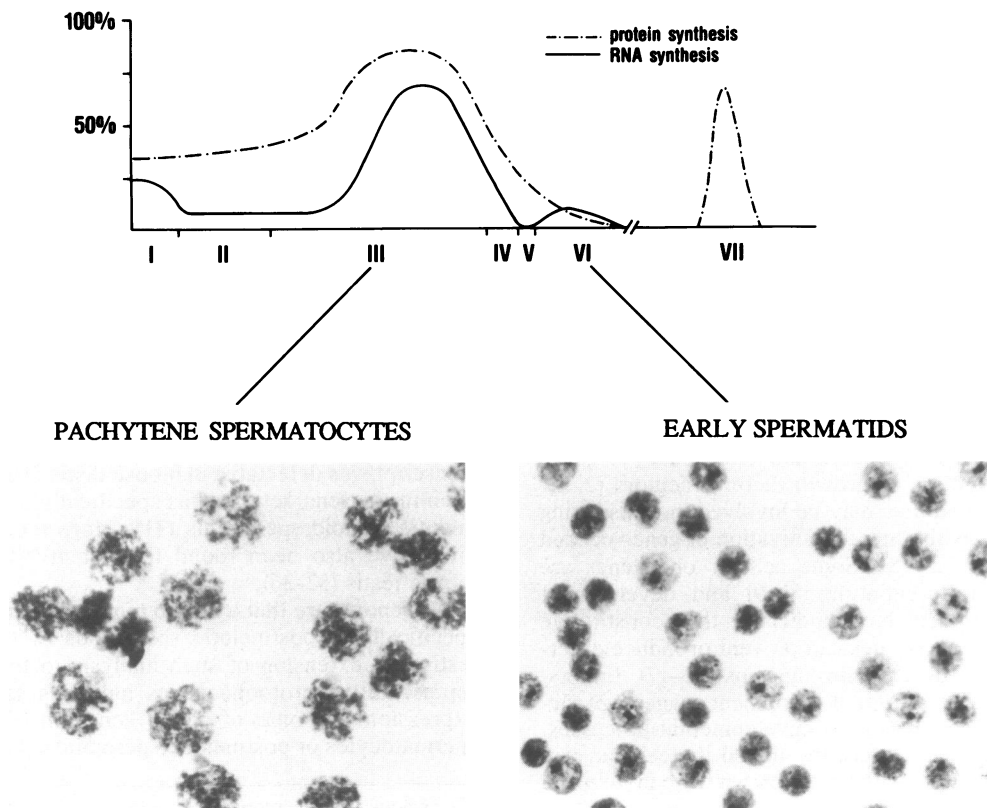 100%
protein synthesis
RNA synthesis
50%
I II III IV V VI VII
PACHYTENE SPERMATOCYTES EARLY SPERMATIDS